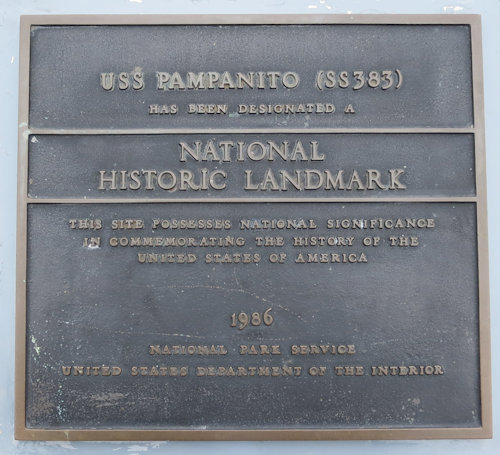 USS PAMPANITO (SS383)
HAS BEEN DESIGNATED A
NATIONAL
HISTORIC LANDMARK
THIS SITE POSSESSES NATIONAL SIGNIFICANCE
IN COMMEMORATING THE HISTORY OF THE
UNITED STATES OF AMERICA
1986
NATIONAL PARK SERVICE
UNITED STATES DEPARTMENT OF THE INTERIOR